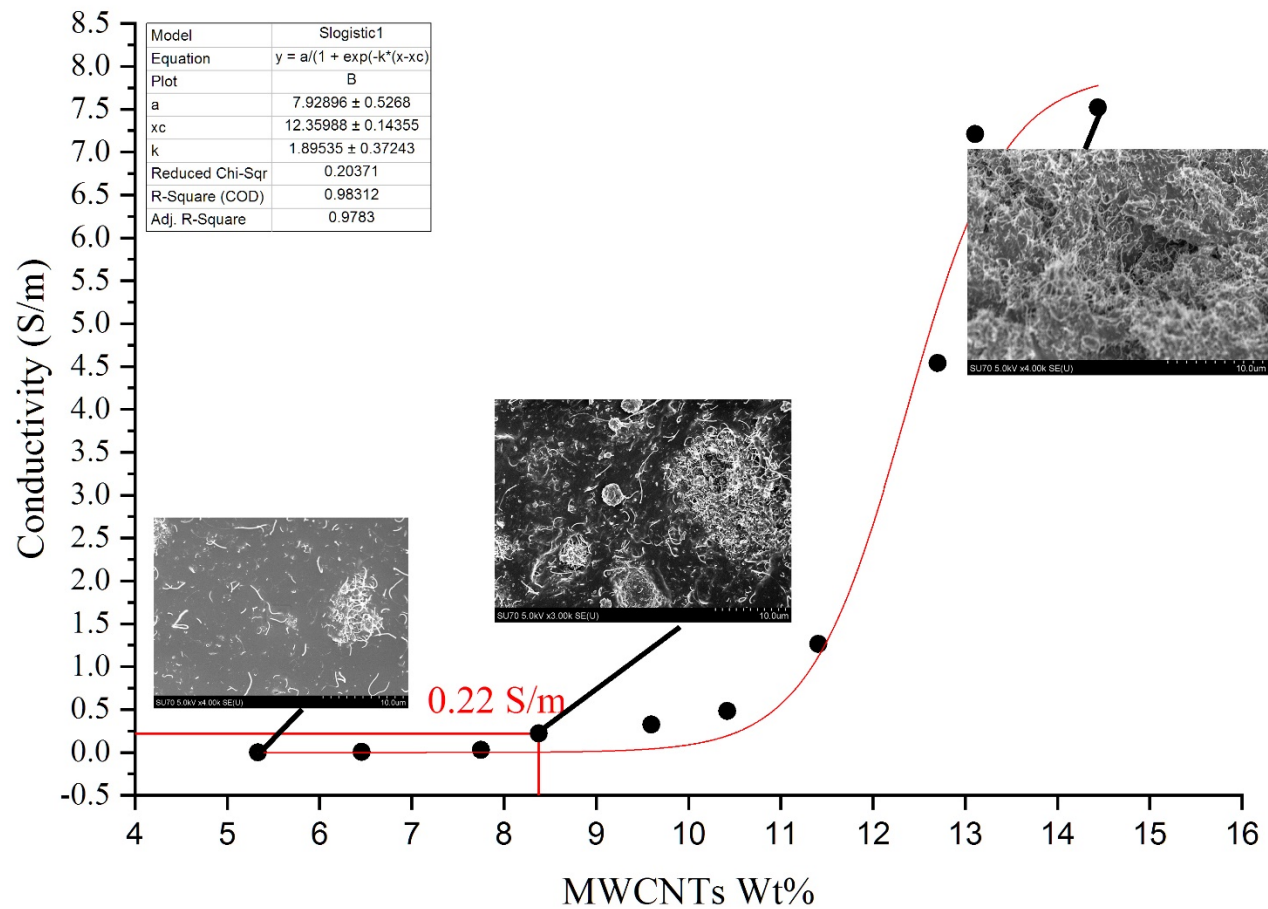 8.5
8.0
7.5
7.0
6.5
6.0
5.5
5.0
4.5
4.0
3.5
3.0
2.5
2.0
1.5
1.0
0.5
0.0
-0.5
Conductivity (S/m)
Model Slogistic1
Equation y = a/(1 + exp(-k*(x-xc)
Plot B
a 7.92896 ± 0.5268
xc 12.35988 ± 0.14355
k 1.89535 ± 0.37243
Reduced Chi-Sqr 0.20371
R-Square (COD) 0.98312
Adj. R-Square 0.9783
SU70 5.0kV x4.00k SE(U) 10.0um
SU70 5.0kV x3.00k SE(U) 10.0um
SU70 5.0kV x4.00k SE(U) 10.0um
0.22 S/m
4 5 6 7 8 9 10 11 12 13 14 15 16
MWCNTs Wt%